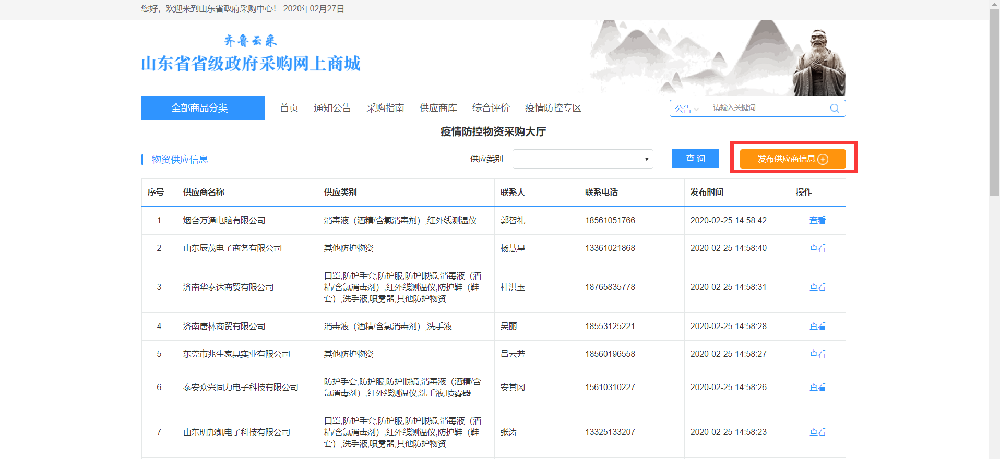 您好，欢迎来到山东省政府采购中心！ 2020年02月27日
齐鲁云采
山东省省级政府采购网上商城
全部商品分类 首页 通知公告 采购指南 供应商库 综合评价 疫情防控专区 公告 请输入关键词
疫情防控物资采购大厅
物资供应信息 供应类别 查 询 发布供应商信息
序号 供应商名称 供应类别 联系人 联系电话 发布时间 操作
1 烟台万通电脑有限公司 消毒液（酒精/含氯消毒剂）,红外线测温仪 郭智礼 18561051766 2020-02-25 14:58:42 查看
2 山东辰茂电子商务有限公司 其他防护物资 杨慧星 13361021868 2020-02-25 14:58:40 查看
口罩,防护手套,防护服,防护眼镜,消毒液（酒
3 济南华泰达商贸有限公司 精/含氯消毒剂）,红外线测温仪,防护鞋（鞋 杜洪玉 18765835778 2020-02-25 14:58:31 查看
套）,洗手液,喷雾器,其他防护物资
4 济南唐林商贸有限公司 消毒液（酒精/含氯消毒剂）,洗手液 吴丽 18553125221 2020-02-25 14:58:28 查看
5 东莞市兆生家具实业有限公司 其他防护物资 吕云芳 18560196558 2020-02-25 14:58:27 查看
防护手套,防护服,防护眼镜,消毒液（酒精/含
6 泰安众兴同力电子科技有限公司 氯消毒剂）,红外线测温仪,洗手液,喷雾器 安其冈 15610310227 2020-02-25 14:58:26 查看
口罩,防护手套,防护服,防护眼镜,消毒液（酒
7 山东明邦凯电子科技有限公司 精/含氯消毒剂）,红外线测温仪,防护鞋（鞋 张涛 13325133207 2020-02-25 14:58:23 查看
套）,洗手液,喷雾器,其他防护物资